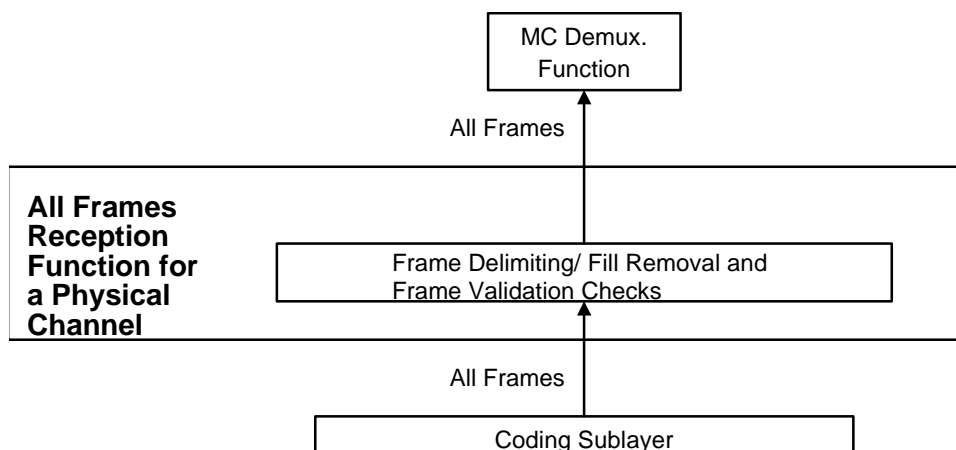 MC Demux.
Function
All Frames
All Frames
Reception
Function for
a Physical
Channel
Frame Delimiting/ Fill Removal and
Frame Validation Checks
All Frames
Coding Sublayer